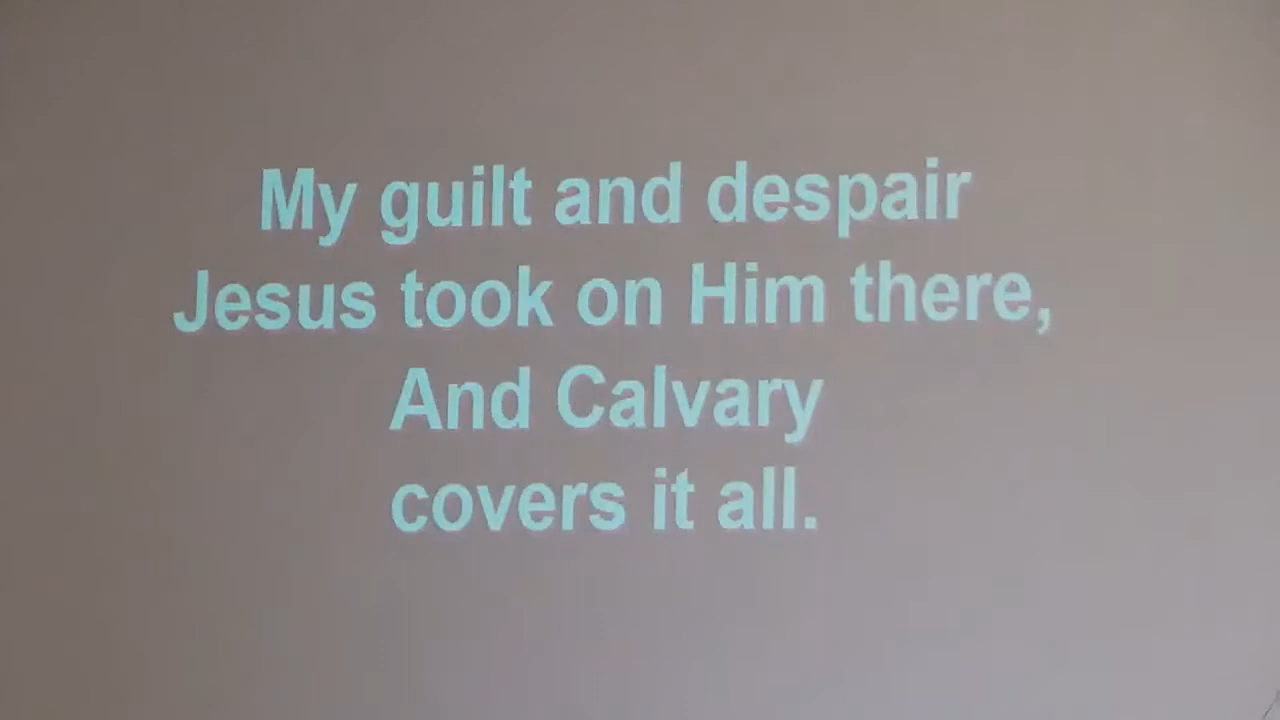 My guilt and despair
Jesus took on Him there,
And Calvary
covers it all.